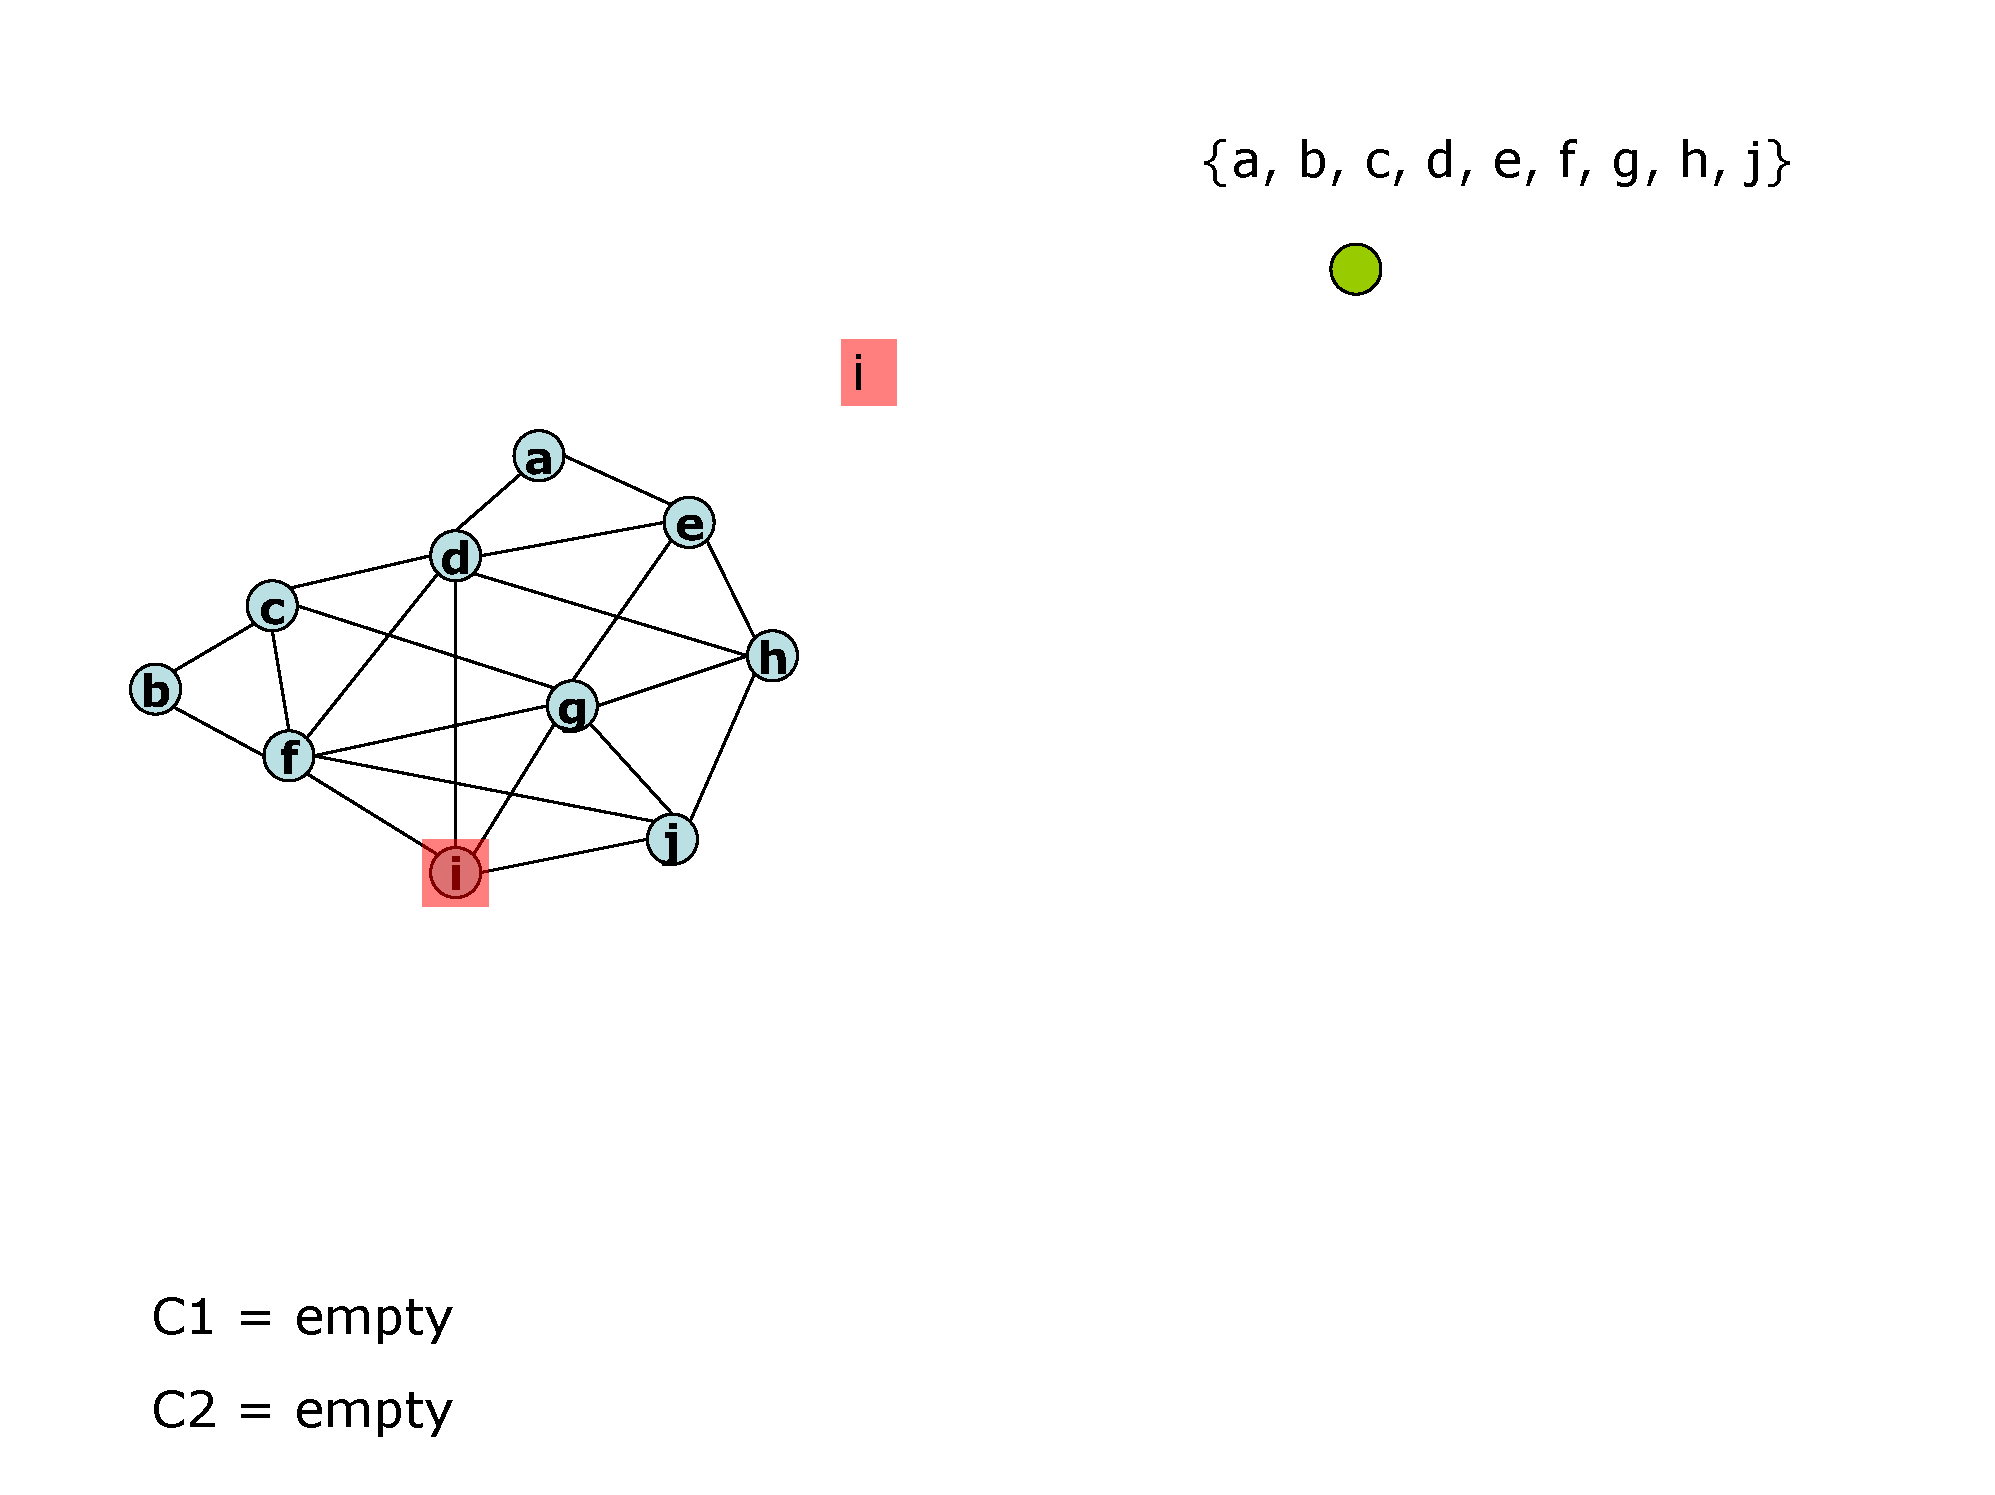 {a, b, c, d, e, f, g, h, j}
i
a
e
d
c
h
b
g
f
j
i
C1 = empty
C2 = empty